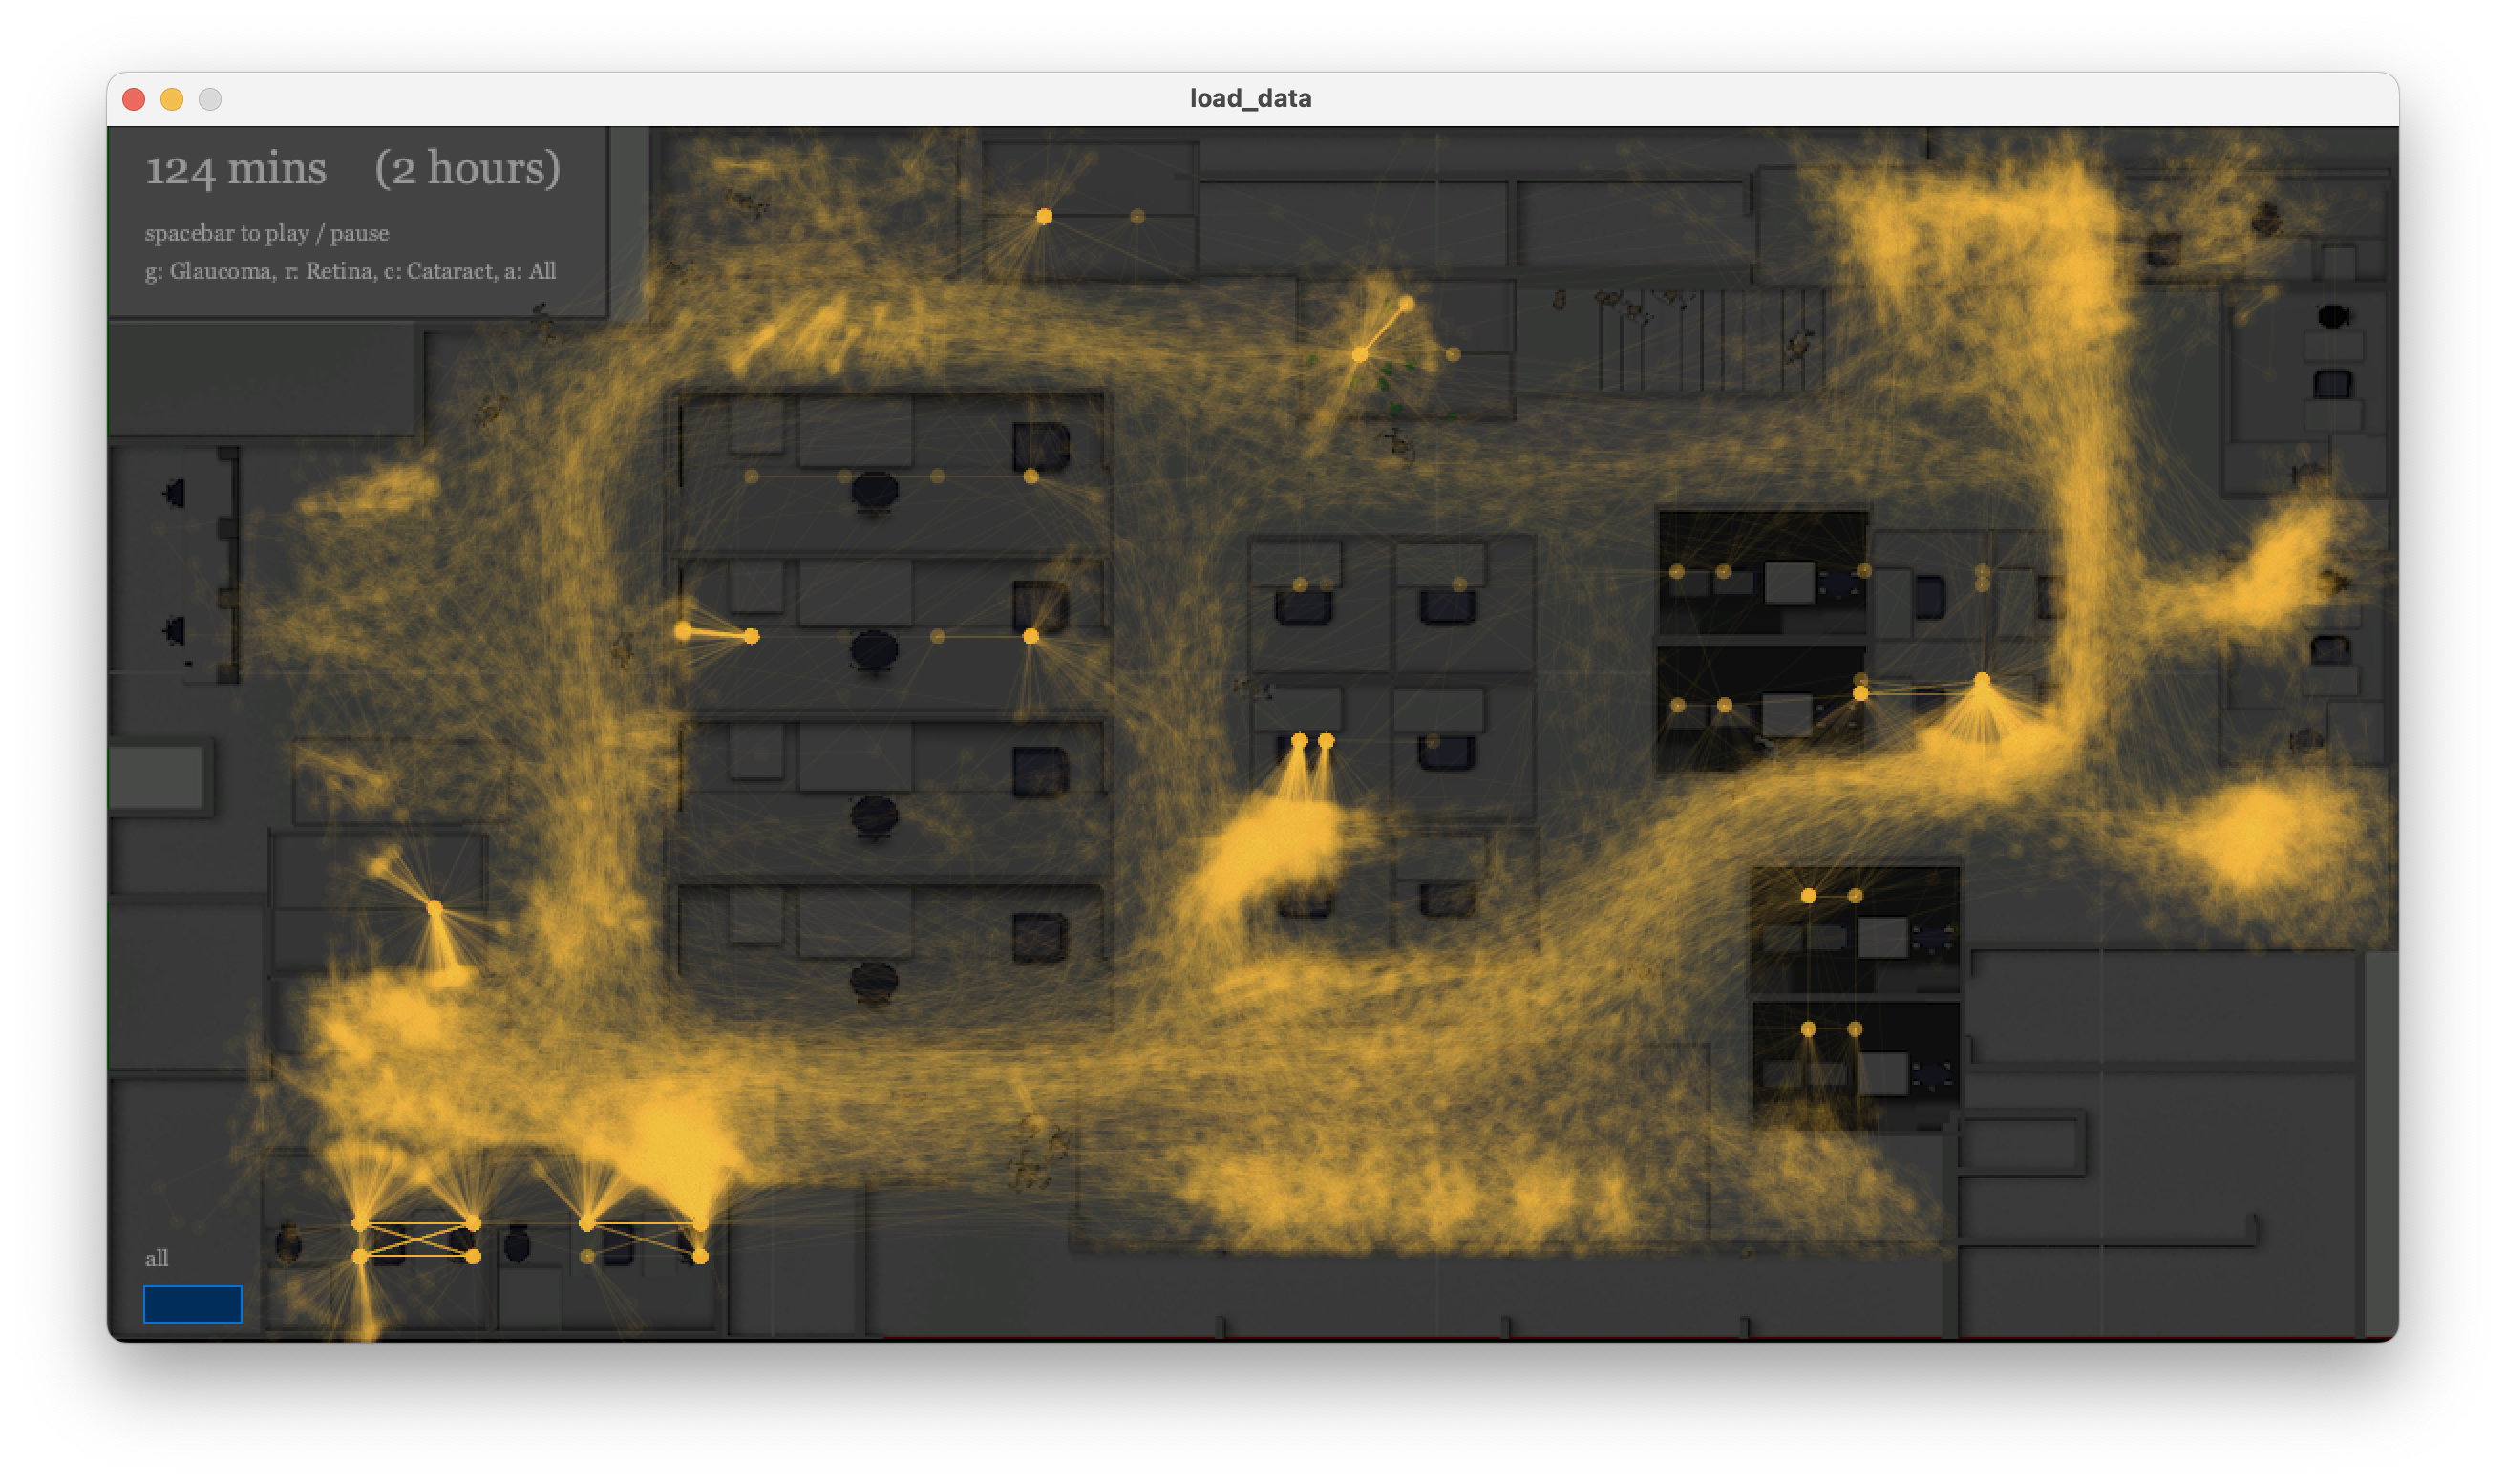 load_data
124 mins (2 hours)
spacebar to play / pause
g: Glaucoma, r: Retina, c: Cataract, a: All
all